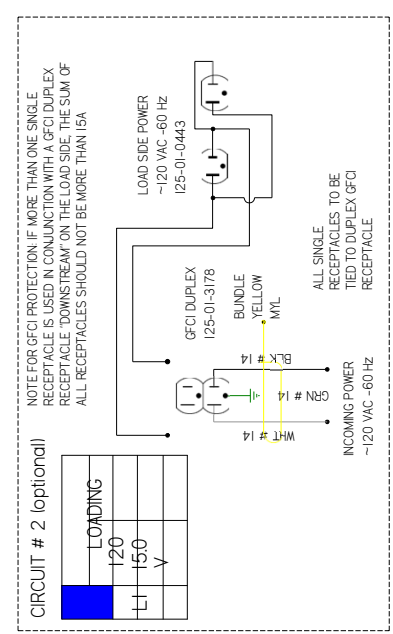 CIRCUIT # 2 (optional)
NOTE FOR GFCI PROTECTION: IF MORE THAN ONE SINGLE
RECEPTACLE IS USED IN CONJUNCTION WITH A GFCI DUPLEX
RECEPTACLE "DOWNSTREAM" ON THE LOAD SIDE, THE SUM OF
ALL RECEPTACLES SHOULD NOT BE MORE THAN 15A
LOADING
120
L1 15.0
V
LOAD SIDE POWER
~120 VAC -60 Hz
125-01-0443
GFCI DUPLEX
125-01-3178
BUNDLE
YELLOW
MYL
WHT # 14
GRN # 14
BLK # 14
INCOMING POWER
~120 VAC -60 Hz
ALL SINGLE
RECEPTACLES TO BE
TIED TO DUPLEX GFCI
RECEPTACLE